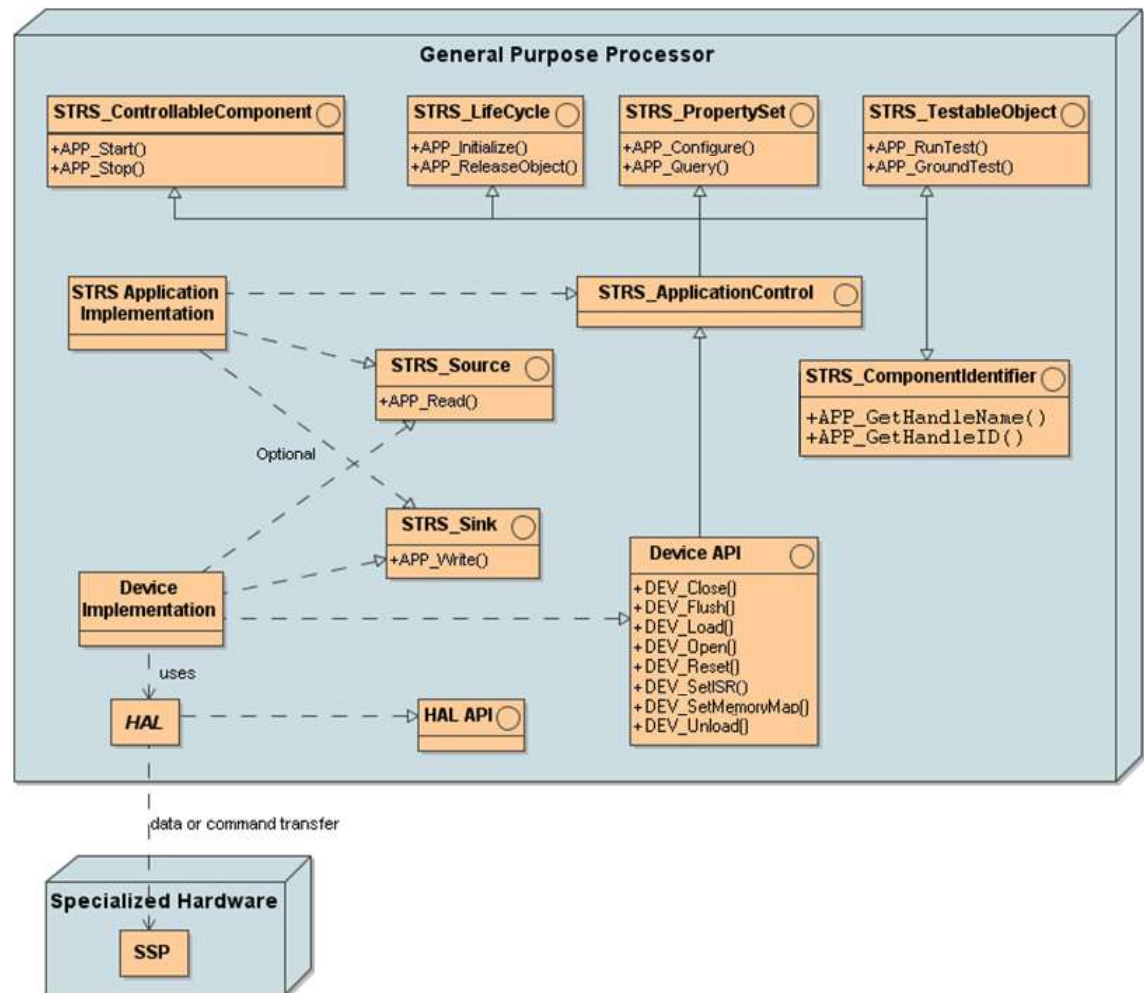 General Purpose Processor
STRS_ControllableComponent
+APP_Start()
+APP_Stop()
STRS_LifeCycle
+APP_Initialize()
+APP_ReleaseObject()
STRS_PropertySet
+APP_Configure()
+APP_Query()
STRS_TestableObject
+APP_RunTest()
+APP_GroundTest()
STRS Application
Implementation
STRS_ApplicationControl
STRS_Source
+APP_Read()
STRS_ComponentIdentifier
+APP_GetHandleName()
+APP_GetHandleID()
Optional
STRS_Sink
+APP_Write()
Device API
+DEV_Close()
+DEV_Flush()
+DEV_Load()
+DEV_Open()
+DEV_Reset()
+DEV_SetISR()
+DEV_SetMemoryMap()
+DEV_Unload()
Device
Implementation
uses
HAL
HAL API
data or command transfer
Specialized Hardware
SSP